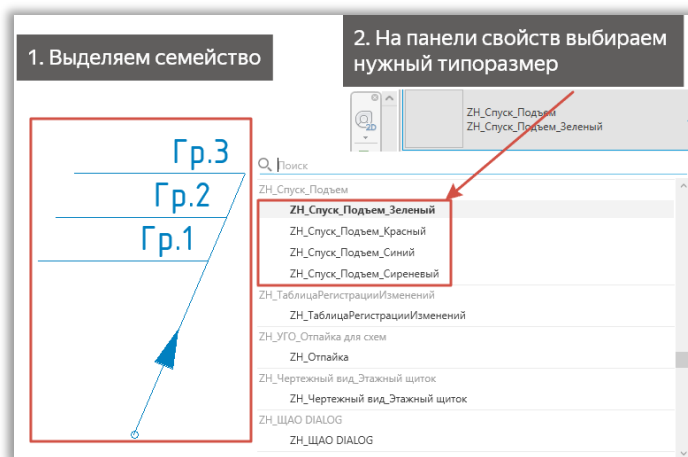 1. Выделяем семейство
2. На панели свойств выбираем
нужный типоразмер
2D
ZH_Спуск_Подъем
ZH_Спуск_Подъем_Зеленый
Гр.3
Гр.2
Гр.1
Поиск
ZH_Спуск_Подъем
ZH_Спуск_Подъем_Зеленый
ZH_Спуск_Подъем_Красный
ZH_Спуск_Подъем_Синий
ZH_Спуск_Подъем_Сиреневый
ZH_ТаблицаРегистрацииИзменений
ZH_ТаблицаРегистрацииИзменений
ZH_УГО_Отпайка для схем
ZH_Отпайка
ZH_Чертежный вид_Этажный щиток
ZH_Чертежный вид_Этажный щиток
ZH_ЩАО DIALOG
ZH_ЩАО DIALOG